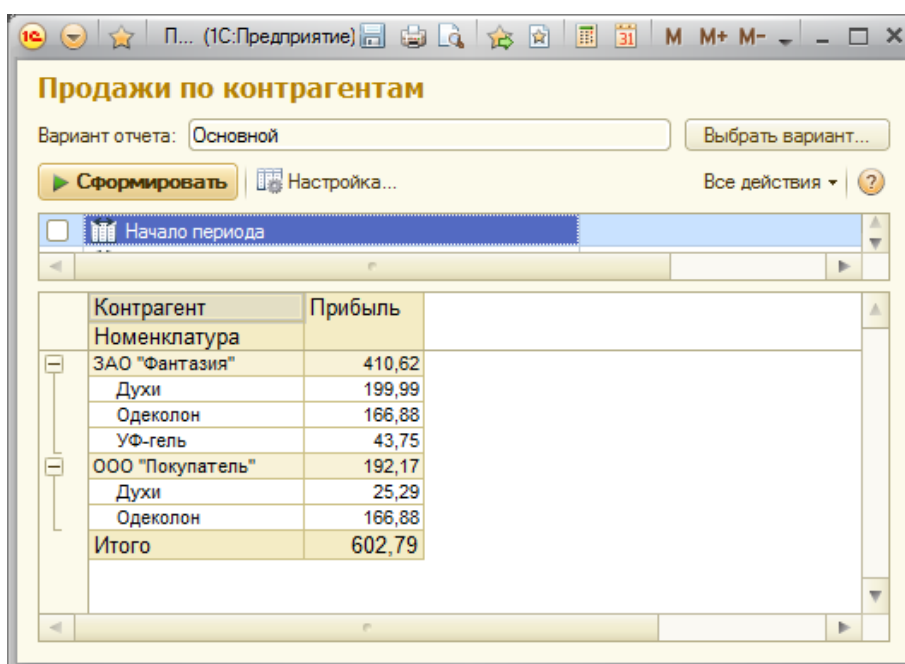 1С П... (1С:Предприятие) 31 M M+ M-
Продажи по контрагентам
Вариант отчета: Основной Выбрать вариант...
Сформировать Настройка... Все действия ?
Начало периода
Контрагент Прибыль
Номенклатура
ЗАО "Фантазия" 410,62
Духи 199,99
Одеколон 166,88
УФ-гель 43,75
ООО "Покупатель" 192,17
Духи 25,29
Одеколон 166,88
Итого 602,79